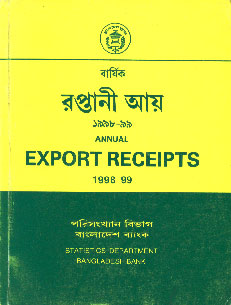 বার্ষিক
রপ্তানী আয়
১৯৯৮-৯৯
ANNUAL
EXPORT RECEIPTS
1998 99
পরিসংখ্যান বিভাগ
বাংলাদেশ ব্যাংক
STATISTICS DEPARTMENT
BANGLADESH BANK